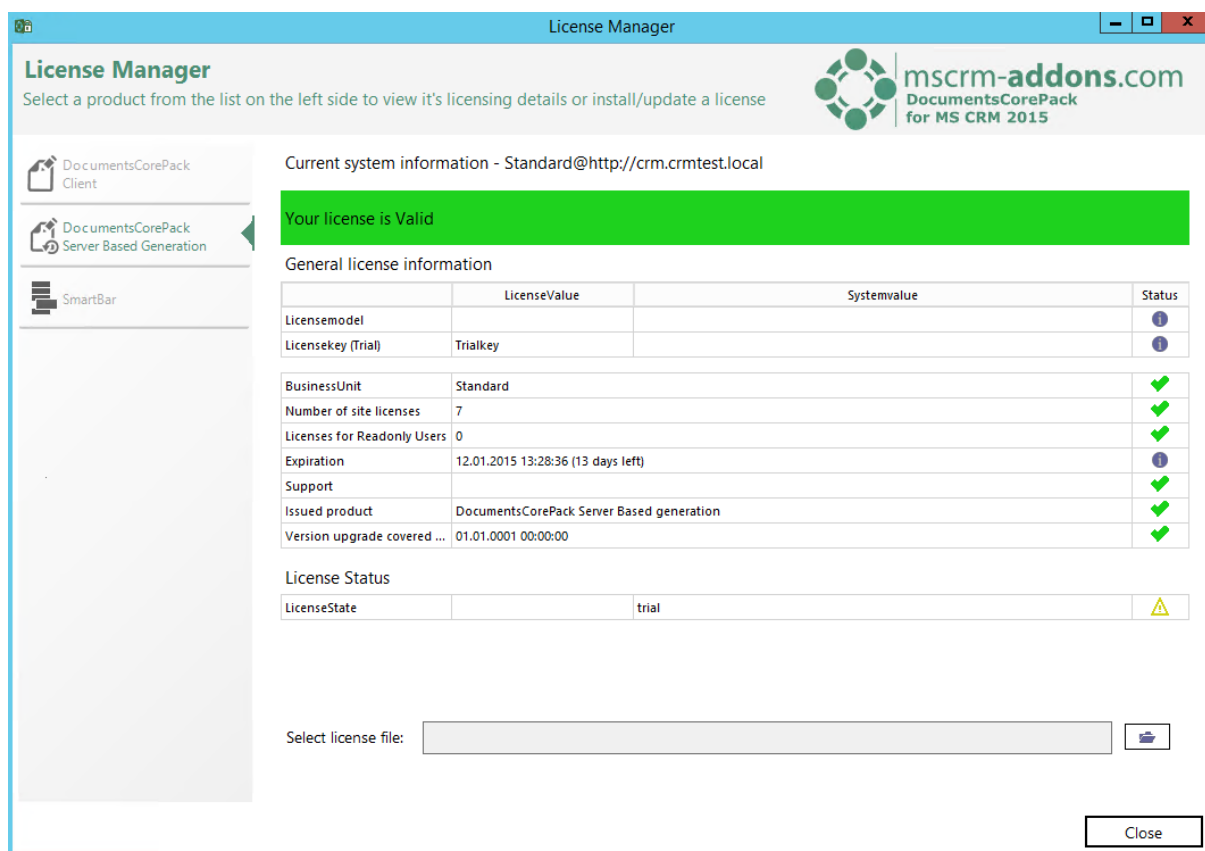 License Manager
License Manager
Select a product from the list on the left side to view it's licensing details or install/update a license
mscrm-addons.com
DocumentsCorePack
for MS CRM 2015
DocumentsCorePack
Client
DocumentsCorePack
Server Based Generation
SmartBar
Current system information - Standard@http://crm.crmtest.local
Your license is Valid
General license information
LicenseValue Systemvalue Status
Licensemodel
Licensekey (Trial) Trialkey
BusinessUnit Standard
Number of site licenses 7
Licenses for Readonly Users 0
Expiration 12.01.2015 13:28:36 (13 days left)
Support
Issued product DocumentsCorePack Server Based generation
Version upgrade covered ... 01.01.0001 00:00:00
License Status
LicenseState trial
Select license file:
Close